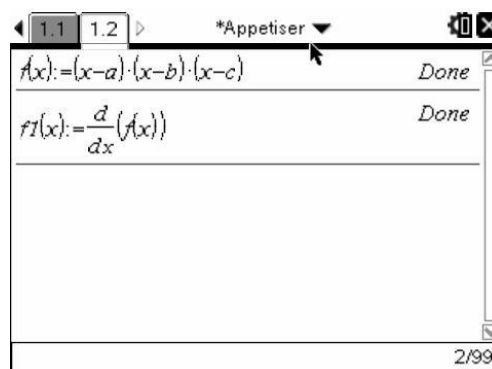 1.1 1.2 *Appetiser
f(x):=(x−a)·(x−b)·(x−c) Done
f1(x):=d/dx(f(x)) Done
2/99